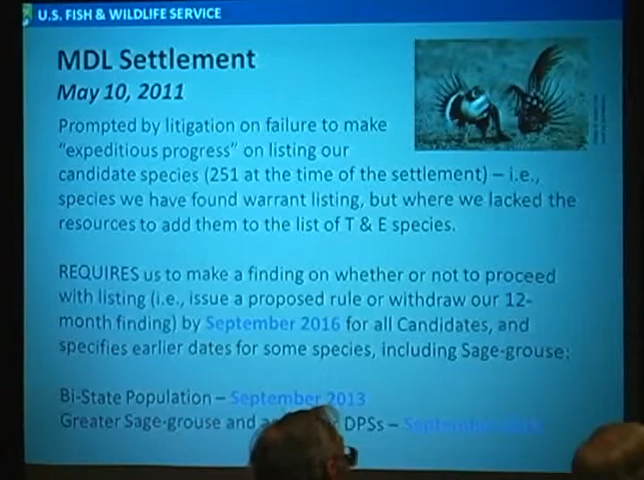 U.S. FISH & WILDLIFE SERVICE
MDL Settlement
May 10, 2011
Prompted by litigation on failure to make
"expeditious progress" on listing our
candidate species (251 at the time of the settlement) – i.e.,
species we have found warrant listing, but where we lacked the
resources to add them to the list of T & E species.
REQUIRES us to make a finding on whether or not to proceed
with listing (i.e., issue a proposed rule or withdraw our 12-
month finding) by September 2016 for all Candidates, and
specifies earlier dates for some species, including Sage-grouse:
Bi-State Population – September 2013
Greater Sage-grouse and DPSs – September